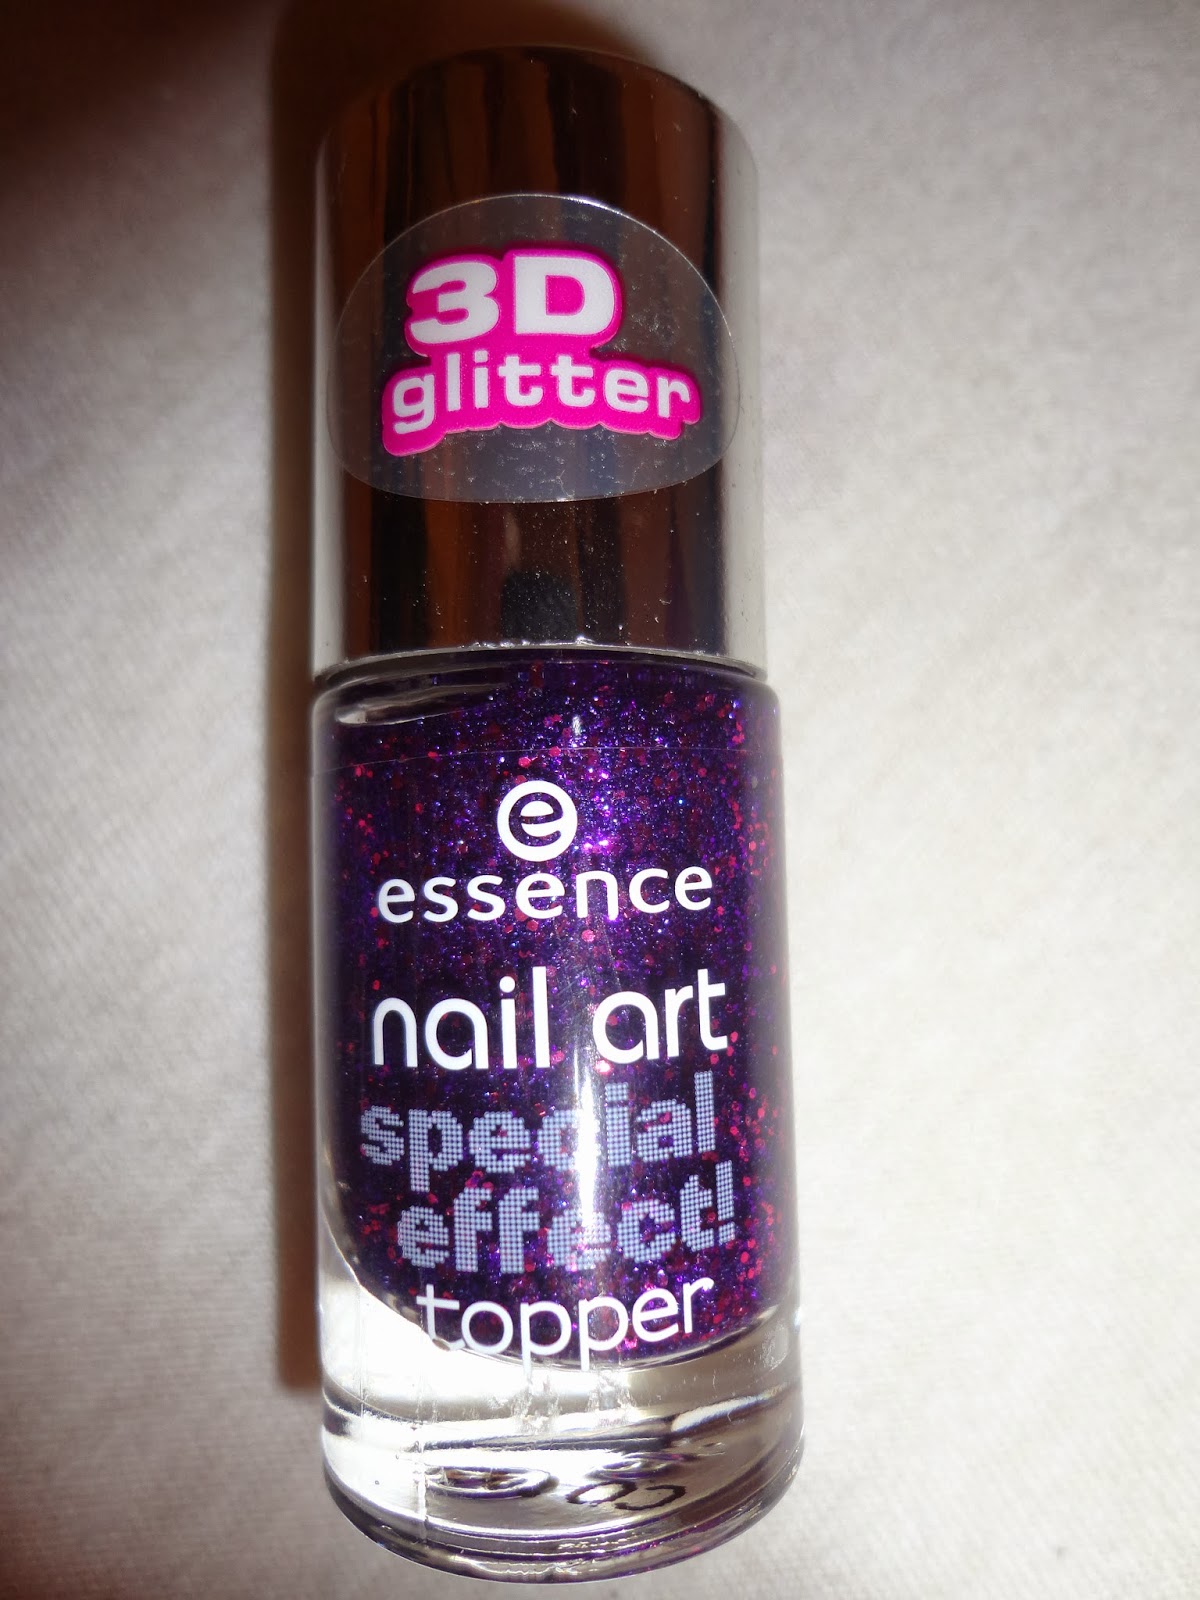 3D
glitter
e
essence
nail art
special
effect!
topper